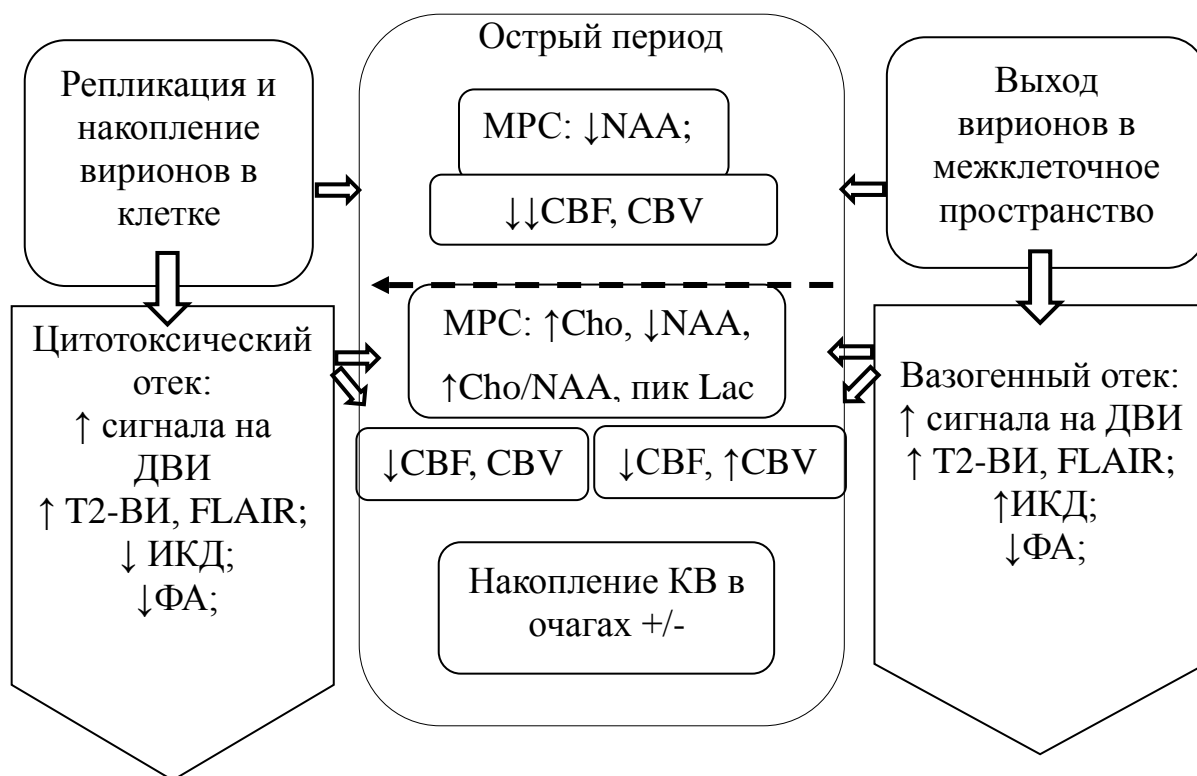 Острый период
Репликация и
накопление
вирионов в
клетке
МРС: ↓NAA;
↓↓CBF, CBV
Выход
вирионов в
межклеточное
пространство
Цитотоксический
отек:
↑ сигнала на
ДВИ
↑ Т2-ВИ, FLAIR;
↓ ИКД;
↓ФА;
МРС: ↑Cho, ↓NAA,
↑Cho/NAA, пик Lac
↓CBF, CBV
↓CBF, ↑CBV
Накопление КВ в
очагах +/-
Вазогенный отек:
↑ сигнала на ДВИ
↑ Т2-ВИ, FLAIR;
↑ИКД;
↓ФА;